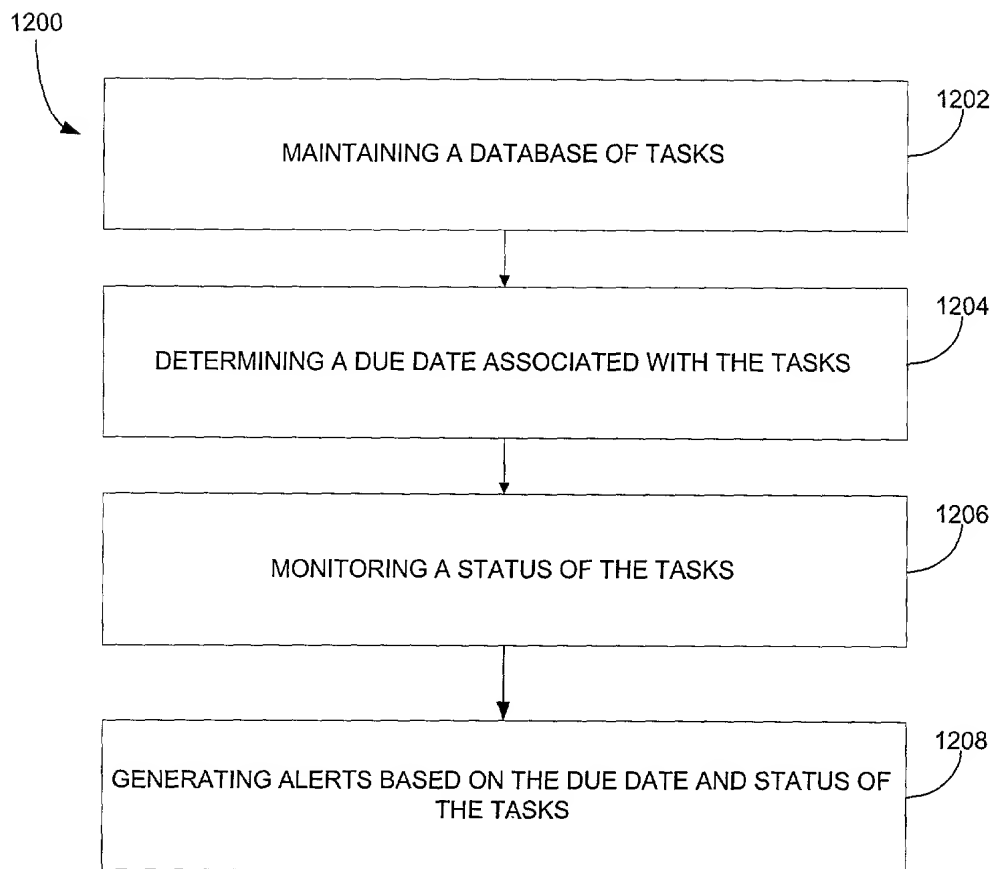 1200
1202
MAINTAINING A DATABASE OF TASKS
1204
DETERMINING A DUE DATE ASSOCIATED WITH THE TASKS
1206
MONITORING A STATUS OF THE TASKS
1208
GENERATING ALERTS BASED ON THE DUE DATE AND STATUS OF
THE TASKS